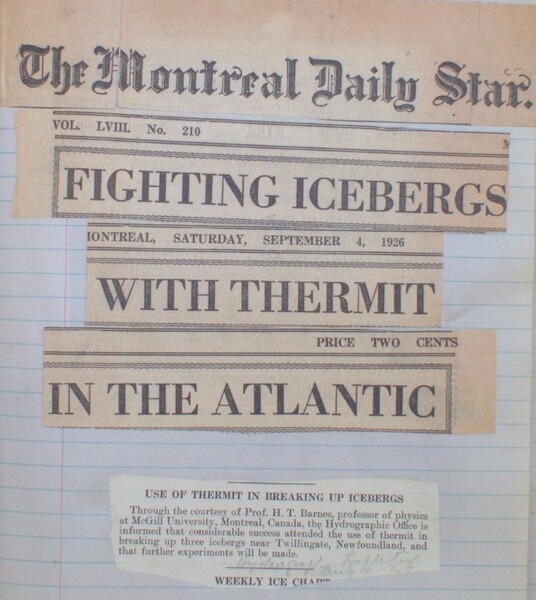 The Montreal Daily Star.
VOL. LVIII. No. 210
FIGHTING ICEBERGS
MONTREAL, SATURDAY, SEPTEMBER 4, 1926
WITH THERMIT
PRICE TWO CENTS
IN THE ATLANTIC
USE OF THERMIT IN BREAKING UP ICEBERGS
Through the courtesy of Prof. H. T. Barnes, professor of physics
at McGill University, Montreal, Canada, the Hydrographic Office is
informed that considerable success attended the use of thermit in
breaking up three icebergs near Twillingate, Newfoundland, and
that further experiments will be made.
WEEKLY ICE CHART